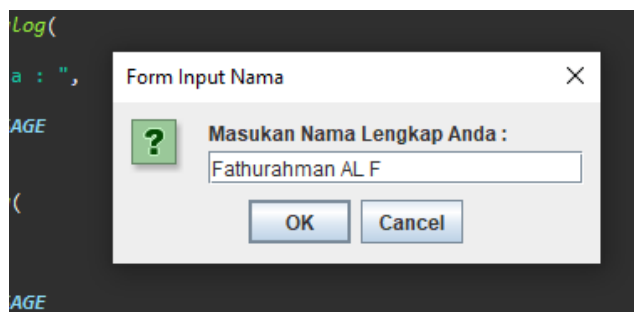 log(
Form Input Nama
a : ",
AGE
?
Masukan Nama Lengkap Anda :
Fathurahman AL F
(
OK Cancel
AGE